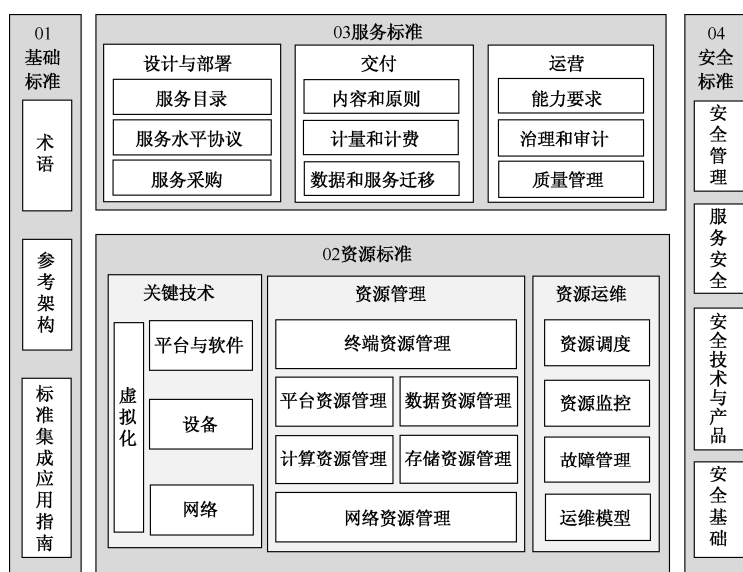 01
基础
标准
术语
参考架构
标准集成应用指南
03服务标准
设计与部署
服务目录
服务水平协议
服务采购
交付
内容和原则
计量和计费
数据和服务迁移
运营
能力要求
治理和审计
质量管理
02资源标准
关键技术
虚拟化
平台与软件
设备
网络
资源管理
终端资源管理
平台资源管理
数据资源管理
计算资源管理
存储资源管理
网络资源管理
资源运维
资源调度
资源监控
故障管理
运维模型
04
安全
标准
安全管理
服务安全
安全技术与产品
安全基础